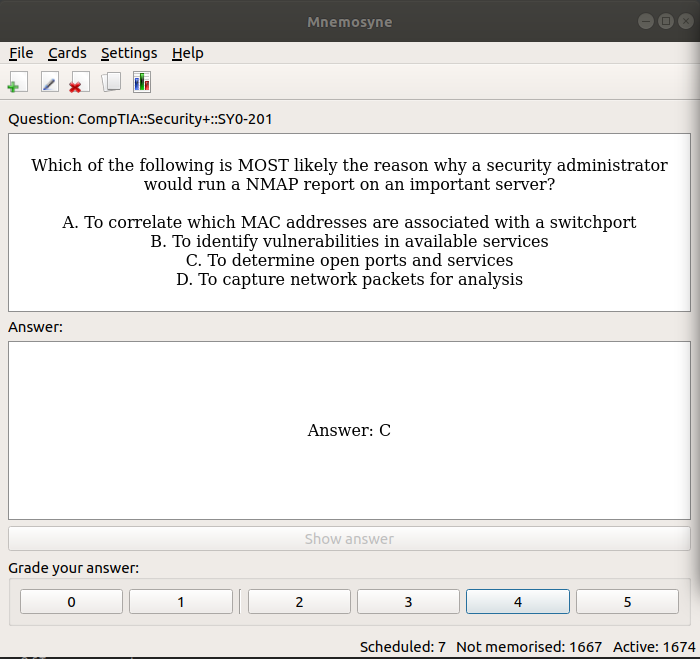 Mnemosyne
File Cards Settings Help
Question: CompTIA::Security+::SY0-201
Which of the following is MOST likely the reason why a security administrator
would run a NMAP report on an important server?
A. To correlate which MAC addresses are associated with a switchport
B. To identify vulnerabilities in available services
C. To determine open ports and services
D. To capture network packets for analysis
Answer:
Answer: C
Show answer
Grade your answer:
0 1 2 3 4 5
Scheduled: 7 Not memorised: 1667 Active: 1674